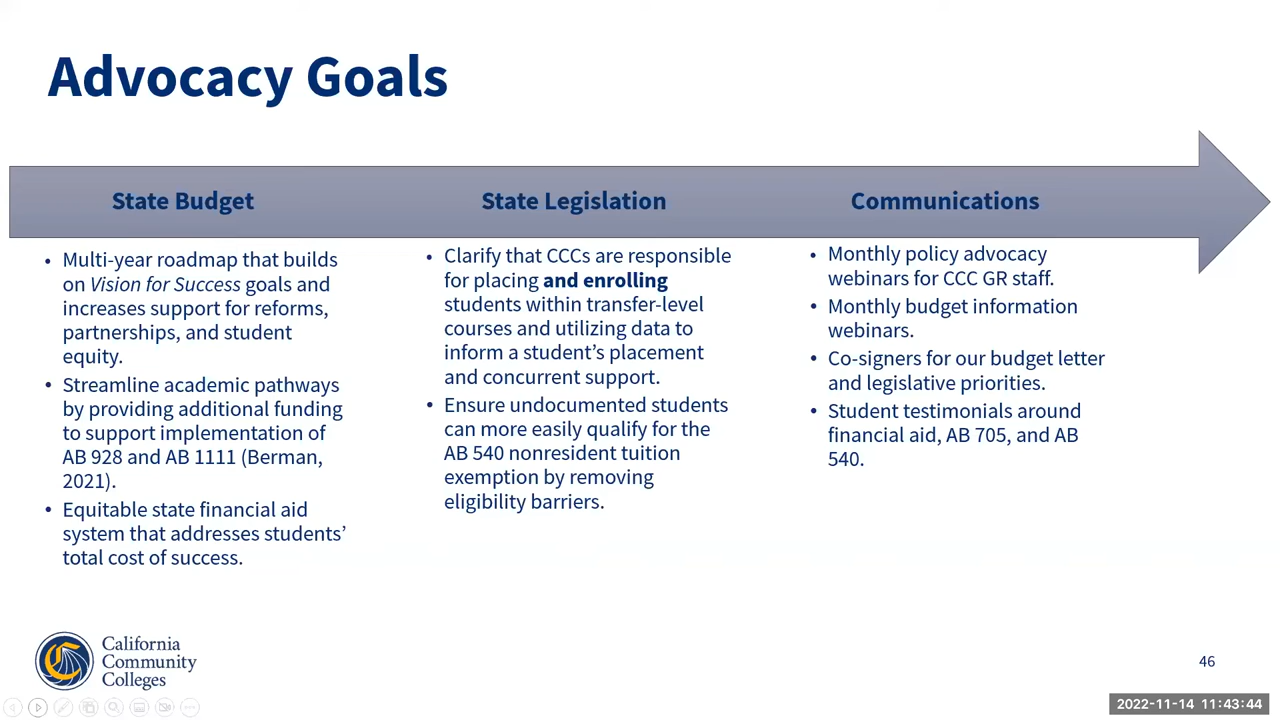 Advocacy Goals
State Budget
State Legislation
Communications
• Multi-year roadmap that builds
on Vision for Success goals and
increases support for reforms,
partnerships, and student
equity.
• Streamline academic pathways
by providing additional funding
to support implementation of
AB 928 and AB 1111 (Berman,
2021).
• Equitable state financial aid
system that addresses students’
total cost of success.
• Clarify that CCCs are responsible
for placing and enrolling
students within transfer-level
courses and utilizing data to
inform a student’s placement
and concurrent support.
• Ensure undocumented students
can more easily qualify for the
AB 540 nonresident tuition
exemption by removing
eligibility barriers.
• Monthly policy advocacy
webinars for CCC GR staff.
• Monthly budget information
webinars.
• Co-signers for our budget letter
and legislative priorities.
• Student testimonials around
financial aid, AB 705, and AB
540.
California
Community
Colleges
46
2022-11-14 11:43:44